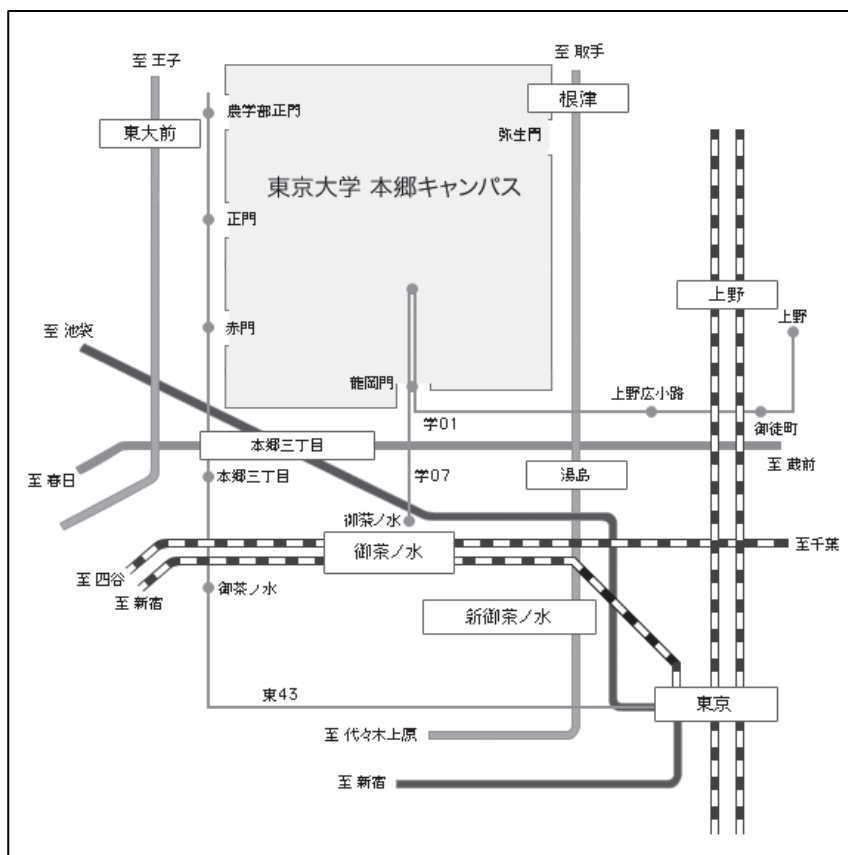 至 王子
至 取手
根津
農学部正門
東大前
弥生門
東京大学 本郷キャンパス
正門
上野
上野
至 池袋
赤門
龍岡門
上野広小路
御徒町
学01
本郷三丁目
至 蔵前
至 春日
本郷三丁目
学07
湯島
御茶ノ水
御茶ノ水
至千葉
至 四谷
至 新宿
御茶ノ水
新御茶ノ水
東43
東京
至 代々木上原
至 新宿